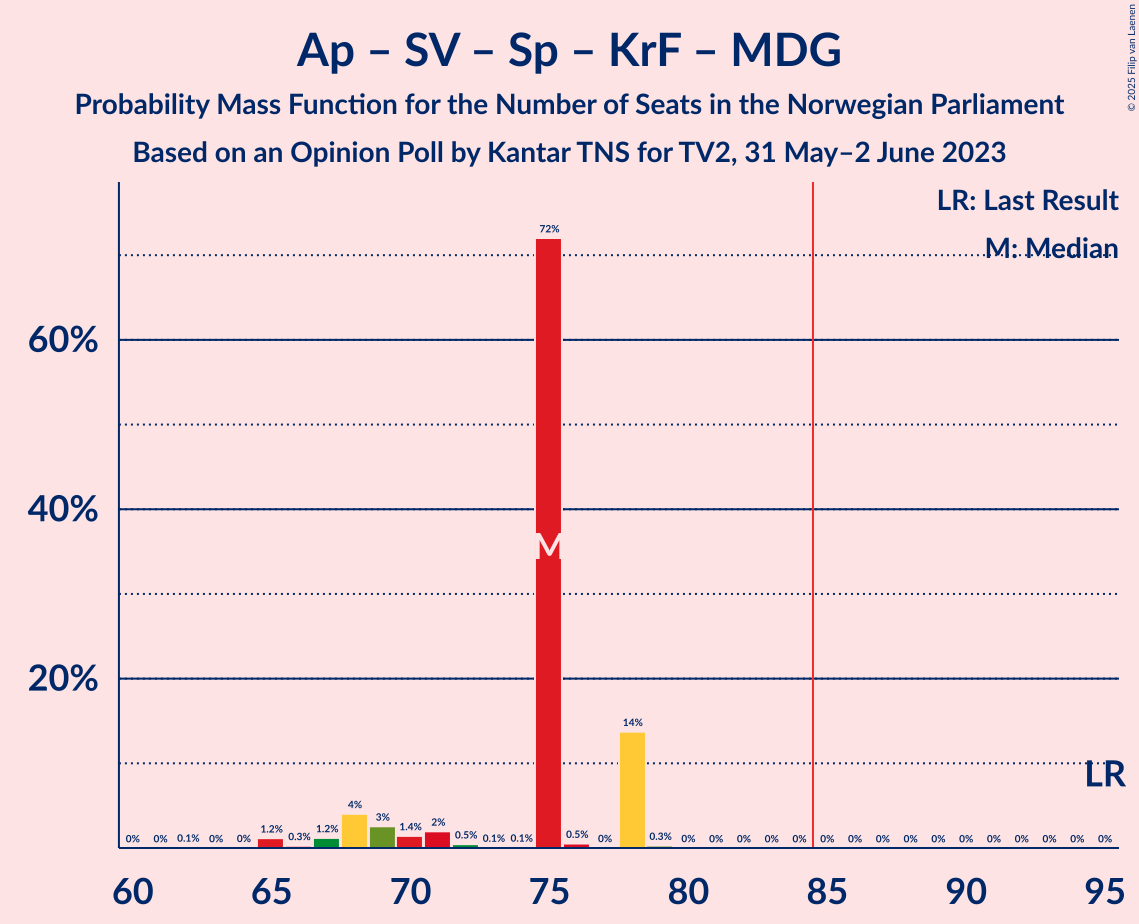 Ap – SV – Sp – KrF – MDG
Probability Mass Function for the Number of Seats in the Norwegian Parliament
Based on an Opinion Poll by Kantar TNS for TV2, 31 May–2 June 2023
© 2025 Filip van Laenen
LR: Last Result
M: Median
60%
40%
20%
0% 0% 0.1% 0% 0% 1.2% 0.3% 1.2% 4% 3% 1.4% 2% 0.5% 0.1% 0.1% 72% 0.5% 0% 14% 0.3% 0% 0% 0% 0% 0% 0% 0% 0% 0% 0% 0% 0% 0% 0% 0% 0%
M
LR
60 65 70 75 80 85 90 95